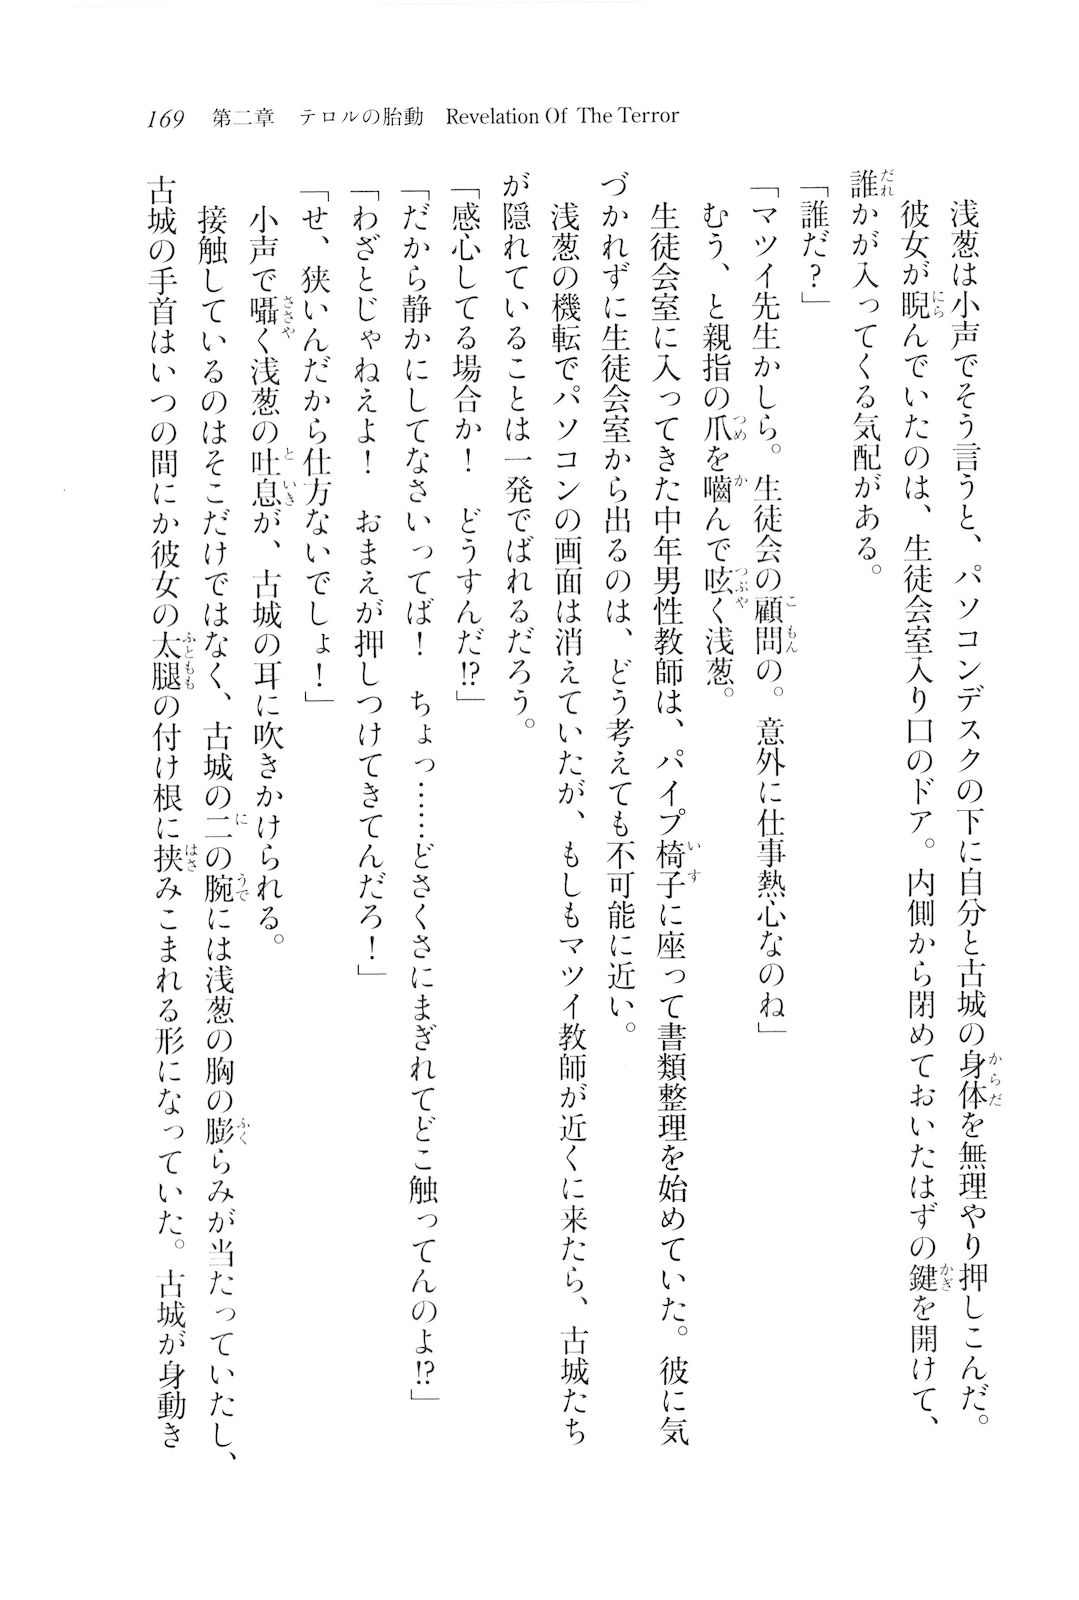 169　第二章　テロルの胎動　Revelation Of The Terror
　浅葱は小声でそう言うと、パソコンデスクの下に自分と古城の身体を無理やり押しこんだ。
　彼女が睨んでいたのは、生徒会室入り口のドア。内側から閉めておいたはずの鍵を開けて、
誰かが入ってくる気配がある。
「誰だ？」
「マツイ先生かしら。生徒会の顧問の。意外に仕事熱心なのね」
　むう、と親指の爪を嚙んで呟く浅葱。
　生徒会室に入ってきた中年男性教師は、パイプ椅子に座って書類整理を始めていた。彼に気
づかれずに生徒会室から出るのは、どう考えても不可能に近い。
　浅葱の機転でパソコンの画面は消えていたが、もしもマツイ教師が近くに来たら、古城たち
が隠れていることは一発でばれるだろう。
「感心してる場合か！　どうすんだ!?」
「だから静かにしてなさいってば！　ちょっ……どさくさにまぎれてどこ触ってんのよ!?」
「わざとじゃねえよ！　おまえが押しつけてきてんだろ！」
「せ、狭いんだから仕方ないでしょ！」
　小声で囁く浅葱の吐息が、古城の耳に吹きかけられる。
　接触しているのはそこだけではなく、古城の二の腕には浅葱の胸の膨らみが当たっていたし、
古城の手首はいつの間にか彼女の太腿の付け根に挟みこまれる形になっていた。古城が身動き